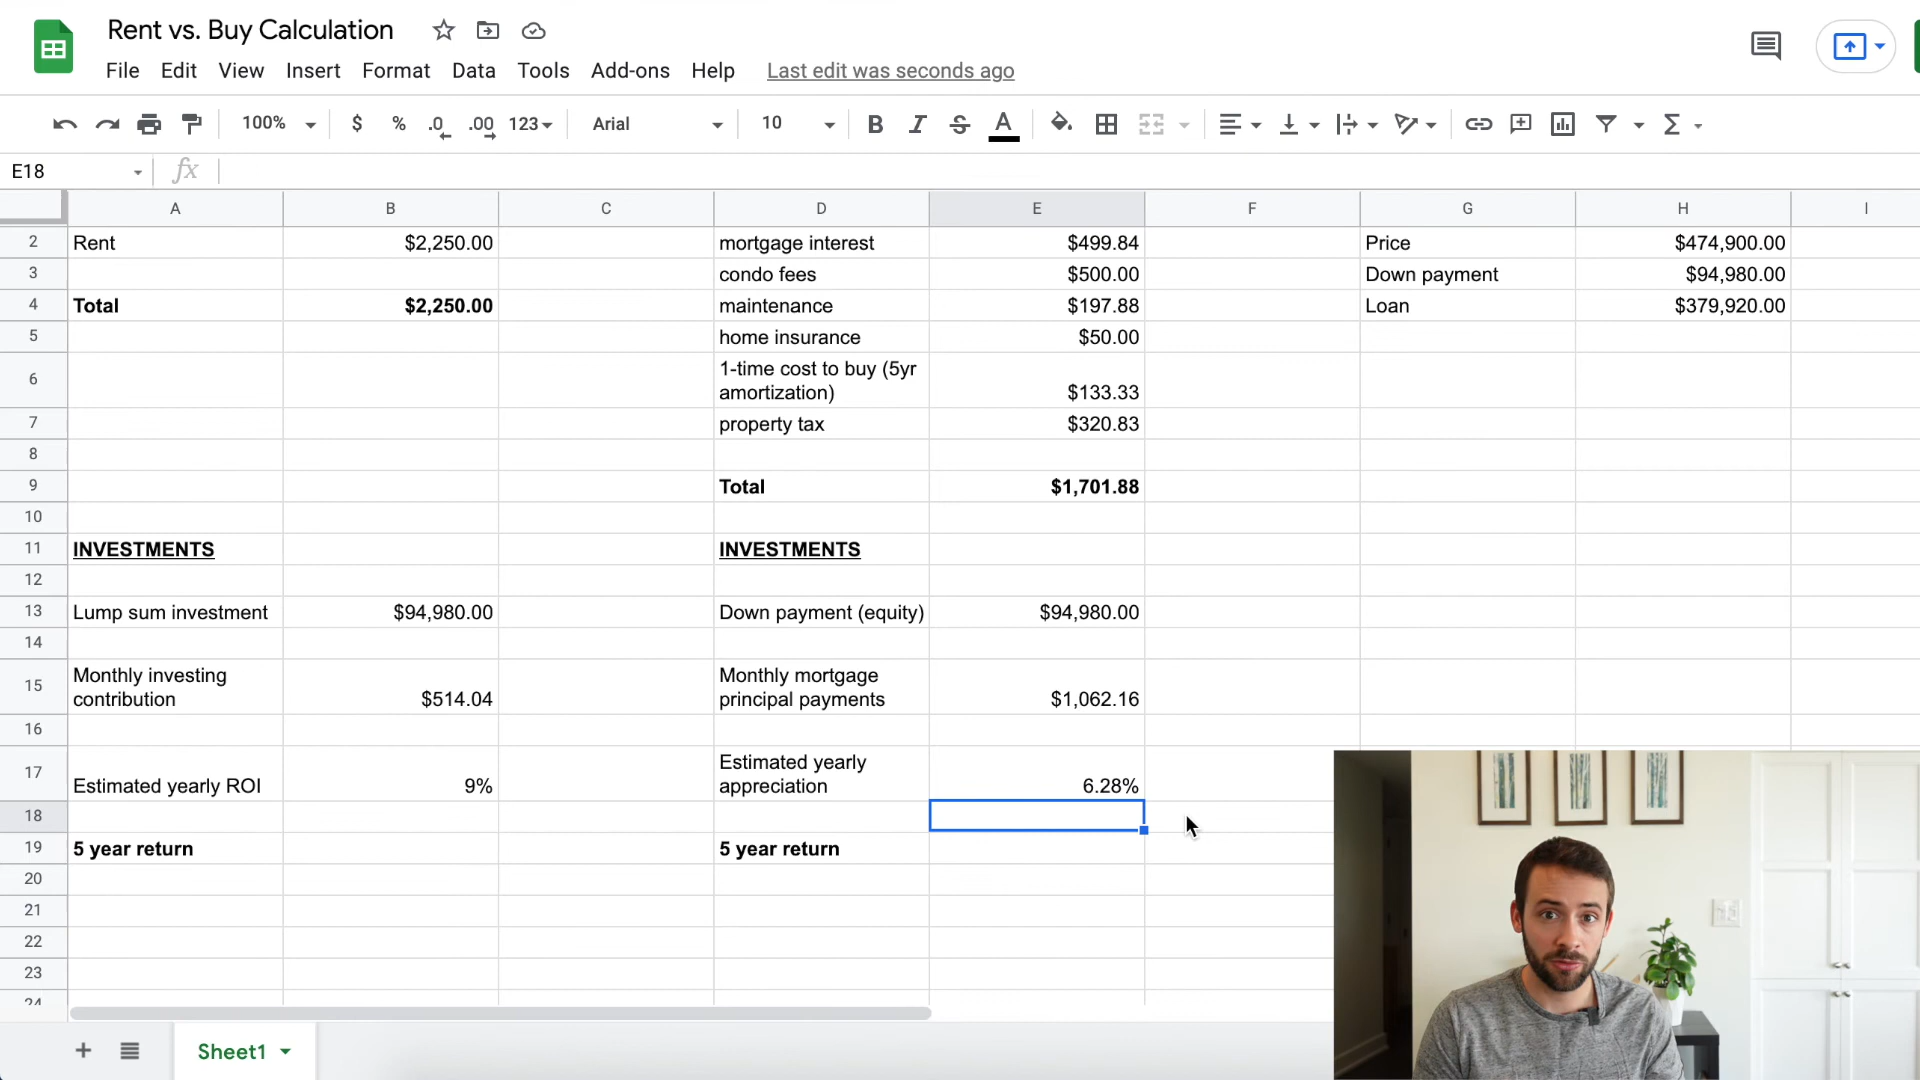 Rent vs. Buy Calculation
File Edit View Insert Format Data Tools Add-ons Help Last edit was seconds ago
100% $ % .0 .00 123 Arial 10 B I S A Σ
E18 fx
A B C D E F G H I
2 Rent $2,250.00 mortgage interest $499.84 Price $474,900.00
3 condo fees $500.00 Down payment $94,980.00
4 Total $2,250.00 maintenance $197.88 Loan $379,920.00
5 home insurance $50.00
1-time cost to buy (5yr
6 amortization) $133.33
7 property tax $320.83
8
9 Total $1,701.88
10
11 INVESTMENTS INVESTMENTS
12
13 Lump sum investment $94,980.00 Down payment (equity) $94,980.00
14
Monthly investing Monthly mortgage
15 contribution $514.04 principal payments $1,062.16
16
Estimated yearly
17 Estimated yearly ROI 9% appreciation 6.28%
18
19 5 year return 5 year return
20
21
22
23
24
Sheet1